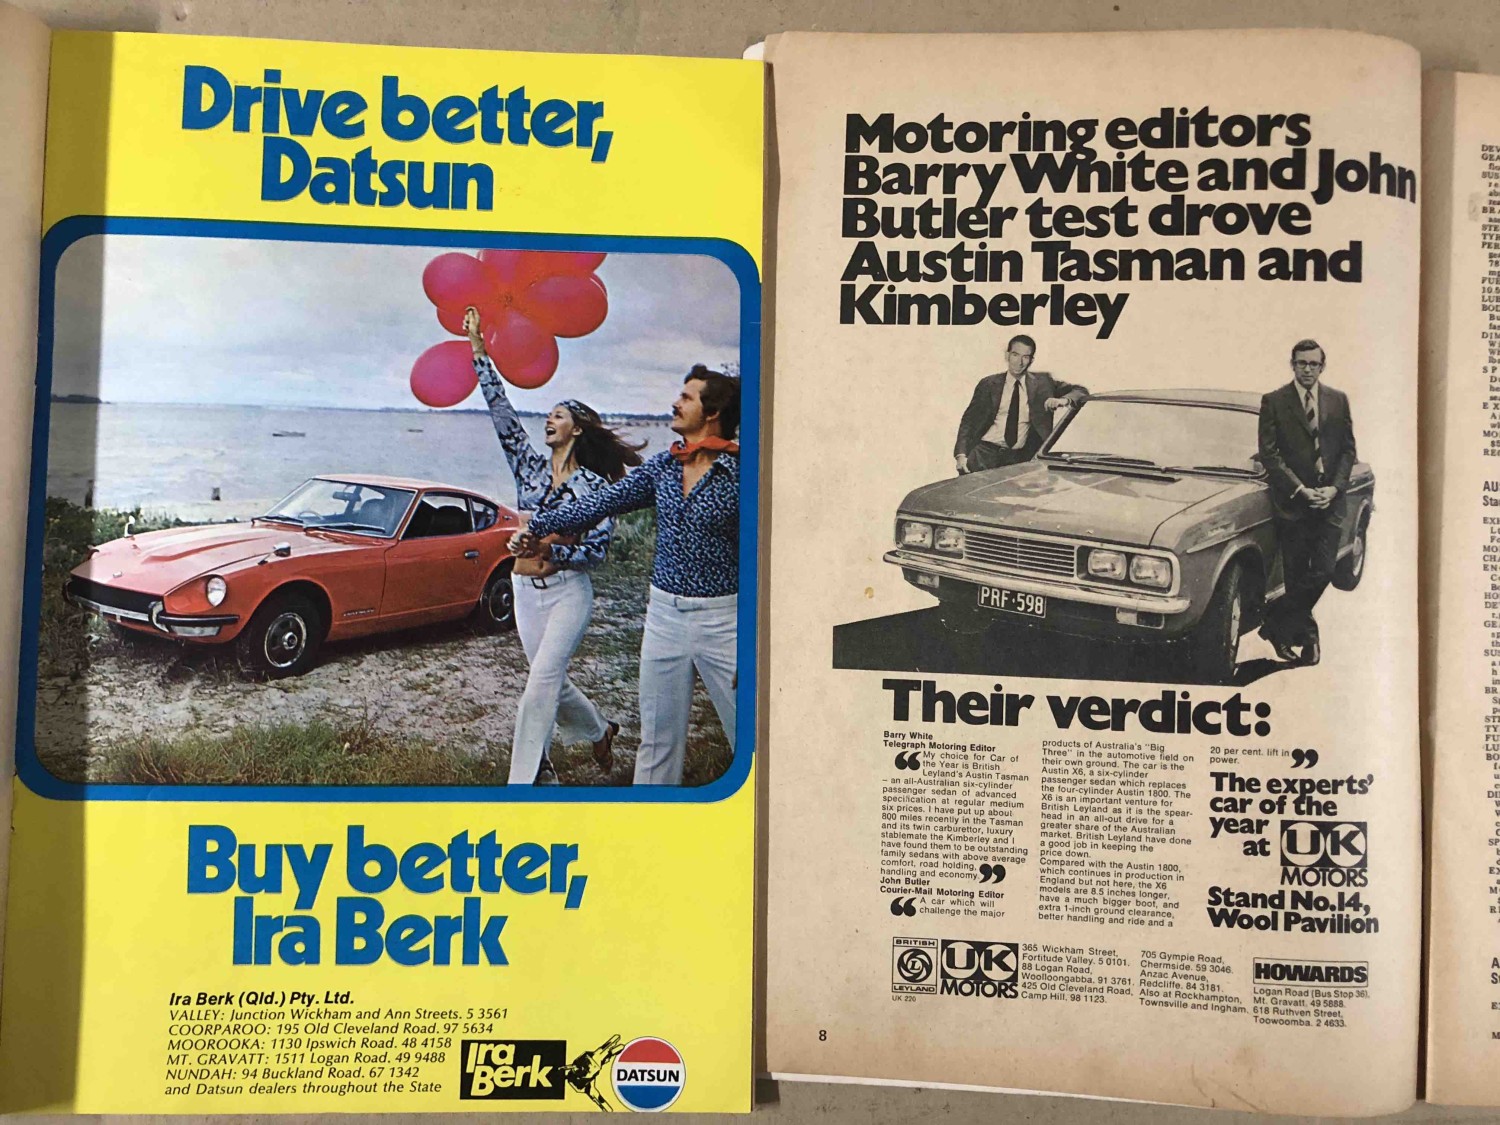 Drive better,
Datsun
Buy better,
Ira Berk
Ira Berk (Qld.) Pty. Ltd.
VALLEY: Junction Wickham and Ann Streets. 5 3561
COORPAROO: 195 Old Cleveland Road. 97 5634
MOOROOKA: 1130 Ipswich Road. 48 4158
MT. GRAVATT: 1511 Logan Road. 49 9488
NUNDAH: 94 Buckland Road. 67 1342
and Datsun dealers throughout the State
Ira
Berk
DATSUN
Motoring editors
Barry White and John
Butler test drove
Austin Tasman and
Kimberley
PRF·598
Their verdict:
Barry White
Telegraph Motoring Editor
“My choice for Car of
the Year is British
Leyland's Austin Tasman
– an all-Australian six-cylinder
passenger sedan of advanced
specification at regular medium
six prices. I have put up about
800 miles recently in the Tasman
and its twin carburettor, luxury
stablemate the Kimberley and I
have found them to be outstanding
family sedans with above average
comfort, road holding,
handling and economy.”
John Butler
Courier-Mail Motoring Editor
“A car which will
challenge the major
products of Australia's "Big
Three" in the automotive field on
their own ground. The car is the
Austin X6, a six-cylinder
passenger sedan which replaces
the four-cylinder Austin 1800. The
X6 is an important venture for
British Leyland as it is the spear-
head in an all-out drive for a
greater share of the Australian
market. British Leyland have done
a good job in keeping the
price down.
Compared with the Austin 1800,
which continues in production in
England but not here, the X6
models are 8.5 inches longer,
have a much bigger boot, and
extra 1-inch ground clearance,
better handling and ride and a
20 per cent. lift in
power.”
The experts'
car of the
year
at UK
MOTORS
Stand No.14,
Wool Pavilion
BRITISH
L
LEYLAND
UK 220
UK
MOTORS
365 Wickham Street,
Fortitude Valley. 5 0101.
88 Logan Road,
Woolloongabba. 91 3761.
425 Old Cleveland Road,
Camp Hill. 98 1123.
705 Gympie Road,
Chermside. 59 3046.
Anzac Avenue,
Redcliffe. 84 3181.
Also at Rockhampton,
Townsville and Ingham.
HOWARDS
Logan Road (Bus Stop 36),
Mt. Gravatt. 49 5888.
618 Ruthven Street,
Toowoomba. 2 4633.
8